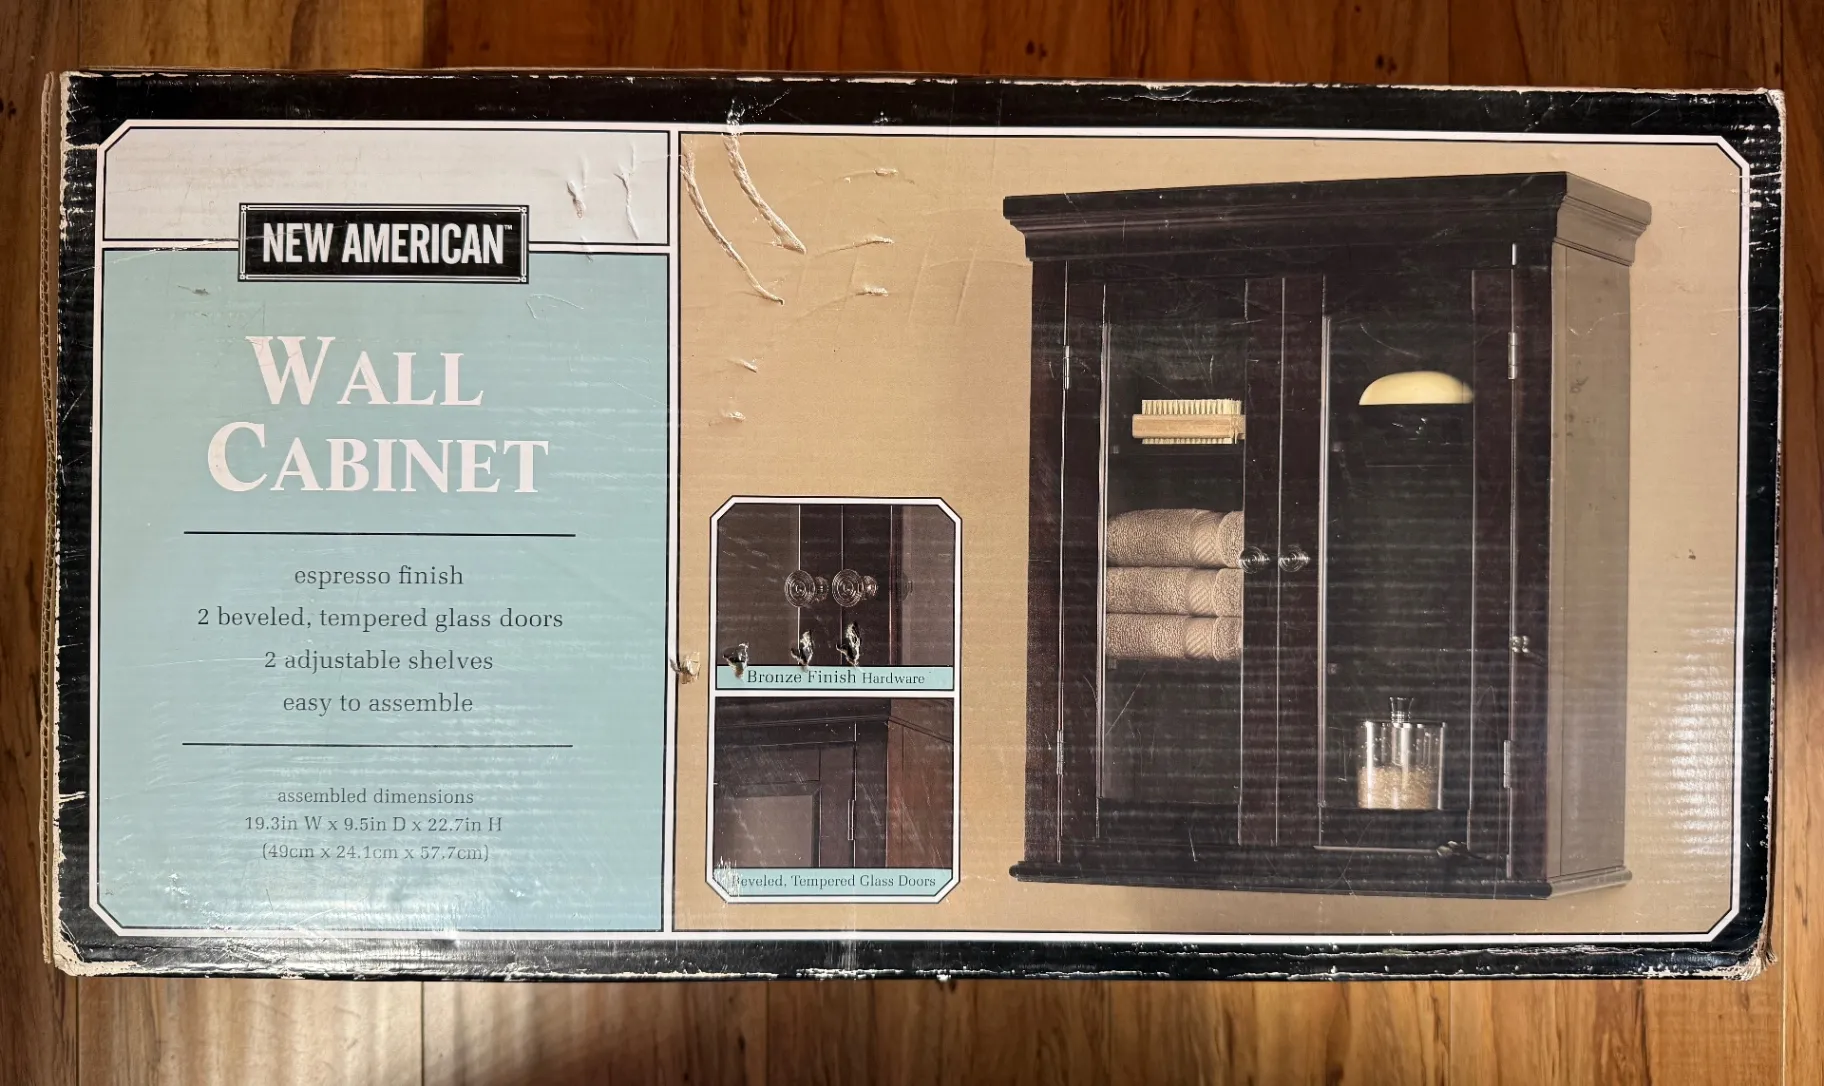 NEW AMERICAN™
WALL
CABINET
espresso finish
2 beveled, tempered glass doors
2 adjustable shelves
easy to assemble
assembled dimensions
19.3in W x 9.5in D x 22.7in H
(49cm x 24.1cm x 57.7cm)
Bronze Finish Hardware
Beveled, Tempered Glass Doors